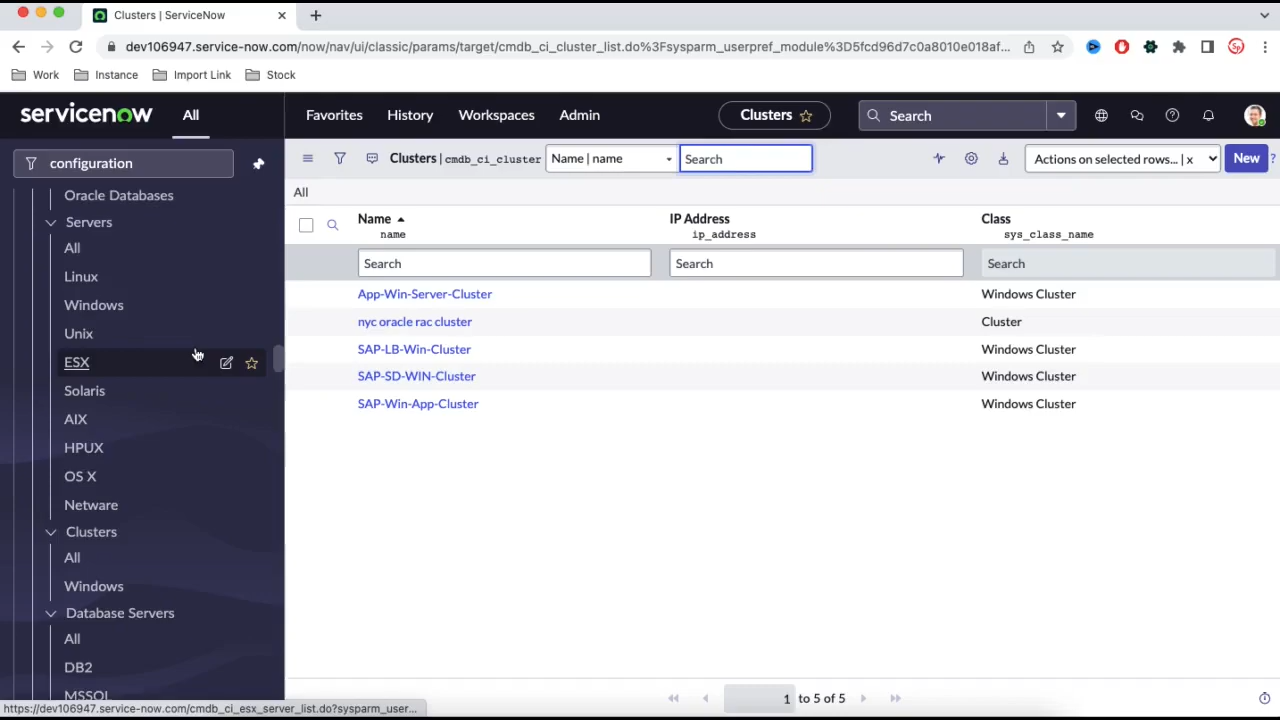 Clusters | ServiceNow
dev106947.service-now.com/now/nav/ui/classic/params/target/cmdb_ci_cluster_list.do%3Fsysparm_userpref_module%3D5fcd96d7c0a8010e018af...
Work Instance Import Link Stock
servicenow All Favorites History Workspaces Admin Clusters Search
configuration
Clusters | cmdb_ci_cluster Name | name Search Actions on selected rows... | x New ?
All
Oracle Databases
Servers
All
Linux
Windows
Unix
ESX
Solaris
AIX
HPUX
OS X
Netware
Clusters
All
Windows
Database Servers
All
DB2
MSSQL
Name IP Address Class
name ip_address sys_class_name
Search Search Search
App-Win-Server-Cluster Windows Cluster
nyc oracle rac cluster Cluster
SAP-LB-Win-Cluster Windows Cluster
SAP-SD-WIN-Cluster Windows Cluster
SAP-Win-App-Cluster Windows Cluster
1 to 5 of 5
https://dev106947.service-now.com/cmdb_ci_esx_server_list.do?sysparm_user...